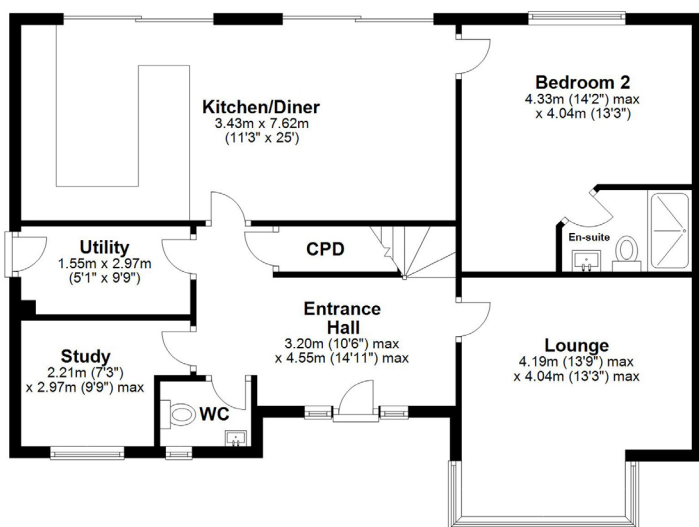 Kitchen/Diner
3.43m x 7.62m
(11'3" x 25')
Bedroom 2
4.33m (14'2") max
x 4.04m (13'3")
En-suite
Utility
1.55m x 2.97m
(5'1" x 9'9")
CPD
Entrance
Hall
3.20m (10'6") max
x 4.55m (14'11") max
Study
2.21m (7'3")
x 2.97m (9'9") max
WC
Lounge
4.19m (13'9") max
x 4.04m (13'3") max